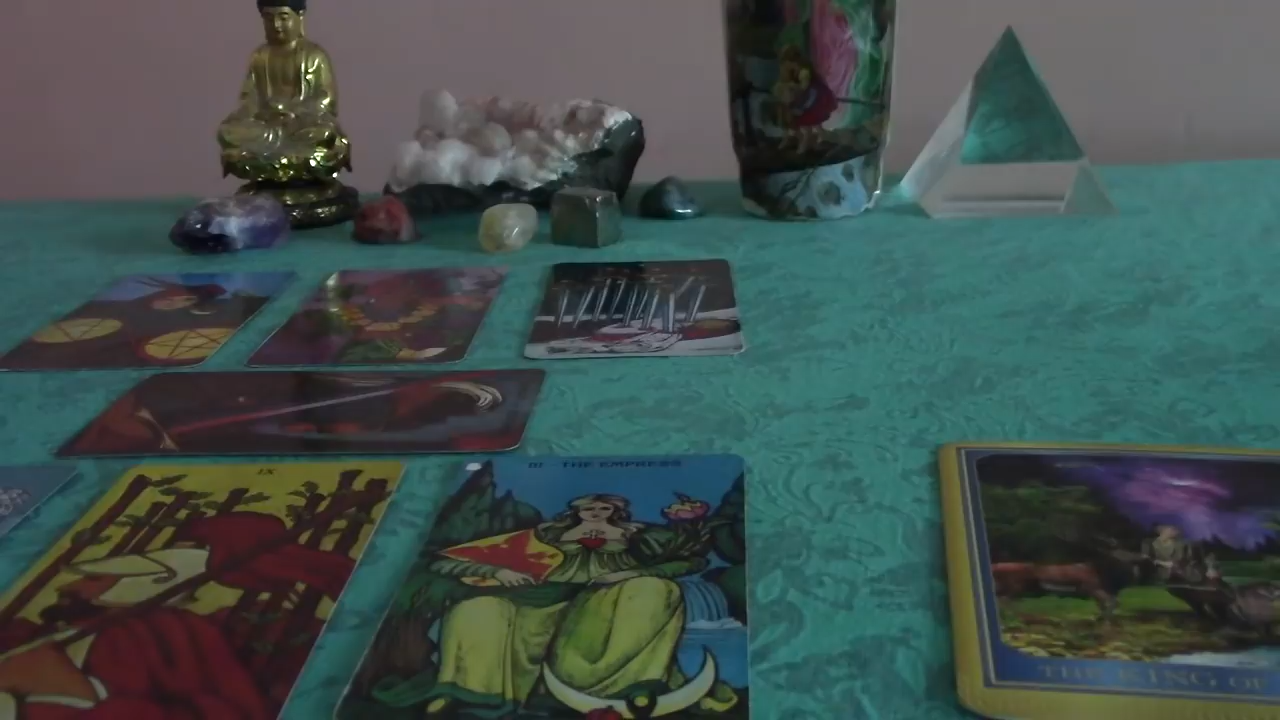 IX
III - THE EMPRESS
THE KING OF